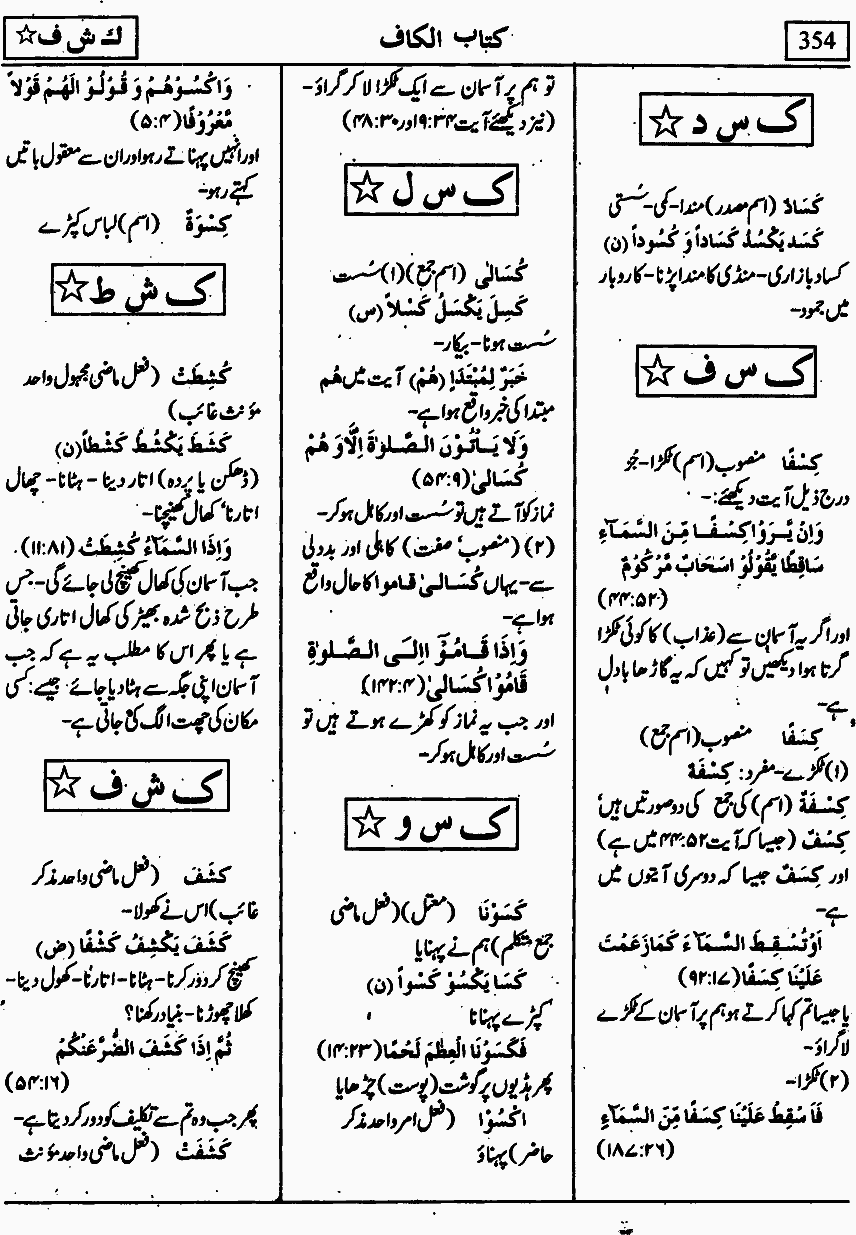 354
کتاب الکاف
ك ش ف ☆
ک س د ☆
کَسَادٌ (اسم مصدر) مندا-کمی-سُستی
کَسَدَ یَکْسُدُ کَسَاداً وَ کُسُوداً (ن)
کساد بازاری-منڈی کا مندا پڑنا-کاروبار
میں جمود-
ک س ف ☆
کِسْفًا منصوب (اسم) ٹکڑا-جُز
درج ذیل آیت دیکھئے:-
وَاِنْ یَّرَوْا کِسْفًا مِّنَ السَّمَآءِ
سَاقِطًا یَّقُوْلُوْا سَحَابٌ مَّرْکُوْمٌ
(۴۴:۵۲)
اور اگر یہ آسمان سے (عذاب) کا کوئی ٹکڑا
گرتا ہوا دیکھیں تو کہیں کہ یہ گاڑھا بادل
ہے-
کِسَفًا منصوب (اسم جمع)
(۱) ٹکڑے-مفرد: کِسْفَة
کِسْفَةٌ (اسم) کی جمع کی دو صورتیں ہیں
کِسْفٌ (جیسا کہ آیت ۴۴:۵۲ میں ہے)
اور کِسَفٌ جیسا کہ دوسری آیتوں میں
ہے-
اَوْ تُسْقِطَ السَّمَآءَ کَمَا زَعَمْتَ
عَلَیْنَا کِسَفًا (۹۲:۱۷)
یا جیسا تم کہا کرتے ہو ہم پر آسمان کے ٹکڑے
لا گراؤ-
(۲) ٹکڑا-
فَاَسْقِطْ عَلَیْنَا کِسَفًا مِّنَ السَّمَآءِ
(۱۸۷:۲۶)
تو ہم پر آسمان سے ایک ٹکڑا لا کر گراؤ-
(نیز دیکھئے آیت ۹:۳۴ اور ۴۸:۳۰)
ک س ل ☆
کُسَالٰی (اسم جمع) (۱) سُست
کَسِلَ یَکْسَلُ کَسْلاً (س)
سُست ہونا-بیکار-
خَبَرٌ لِمُبْتَدَاٍ (هُمْ) آیت میں هُم
مبتدا کی خبر واقع ہوا ہے-
وَلَا یَاْتُوْنَ الصَّلٰوةَ اِلَّا وَ هُمْ
کُسَالٰی (۵۴:۹)
نماز کو آتے ہیں تو سُست اور کاہل ہو کر-
(۲) (منصوب، صفت) کاہلی اور بددلی
سے-یہاں کُسَالٰی قاموا کا حال واقع
ہوا ہے-
وَاِذَا قَامُوْٓا اِلَی الصَّلٰوةِ
قَامُوْا کُسَالٰی (۱۴۲:۴)
اور جب یہ نماز کو کھڑے ہوتے ہیں تو
سُست اور کاہل ہو کر-
ک س و ☆
کَسَوْنَا (معتل) (فعل ماضی
جمع متکلم) ہم نے پہنایا
کَسَا یَکْسُوْ کَسْواً (ن)
کپڑے پہنانا
فَکَسَوْنَا الْعِظٰمَ لَحْمًا (۱۴:۲۳)
پھر ہڈیوں پر گوشت (پوست) چڑھایا
اکْسُوْا (فعل امر واحد مذکر
حاضر) پہناؤ
وَاکْسُوْهُمْ وَ قُوْلُوْا لَهُمْ قَوْلاً
مَّعْرُوْفًا (۵:۴)
اور انہیں پہناتے رہو اور ان سے معقول باتیں
کہتے رہو-
کِسْوَةٌ (اسم) لباس کپڑے
ک ش ط ☆
کُشِطَتْ (فعل ماضی مجہول واحد
مؤنث غائب)
کَشَطَ یَکْشُطُ کَشْطاً (ن)
(ڈھکن یا پردہ) اتار دینا-ہٹانا-چھال
اتارنا، کھال کھینچنا-
وَاِذَا السَّمَآءُ کُشِطَتْ (۱۱:۸۱).
جب آسمان کی کھال کھینچ لی جائے گی-جس
طرح ذبح شدہ بھیڑ کی کھال اتاری جاتی
ہے یا پھر اس کا مطلب یہ ہے کہ جب
آسمان اپنی جگہ سے ہٹا دیا جائے. جیسے: کسی
مکان کی چھت الگ کی جاتی ہے-
ک ش ف ☆
کَشَفَ (فعل ماضی واحد مذکر
غائب) اس نے کھولا-
کَشَفَ یَکْشِفُ کَشْفًا (ض)
کھینچ کر دور کرنا-ہٹانا-اتارنا-کھول دینا-
کھلا چھوڑنا-بنیاد رکھنا؟
ثُمَّ اِذَا کَشَفَ الضُّرَّ عَنْکُمْ
(۵۴:۱۶)
پھر جب وہ تم سے تکلیف کو دور کر دیتا ہے-
کَشَفَتْ (فعل ماضی واحد مؤنث